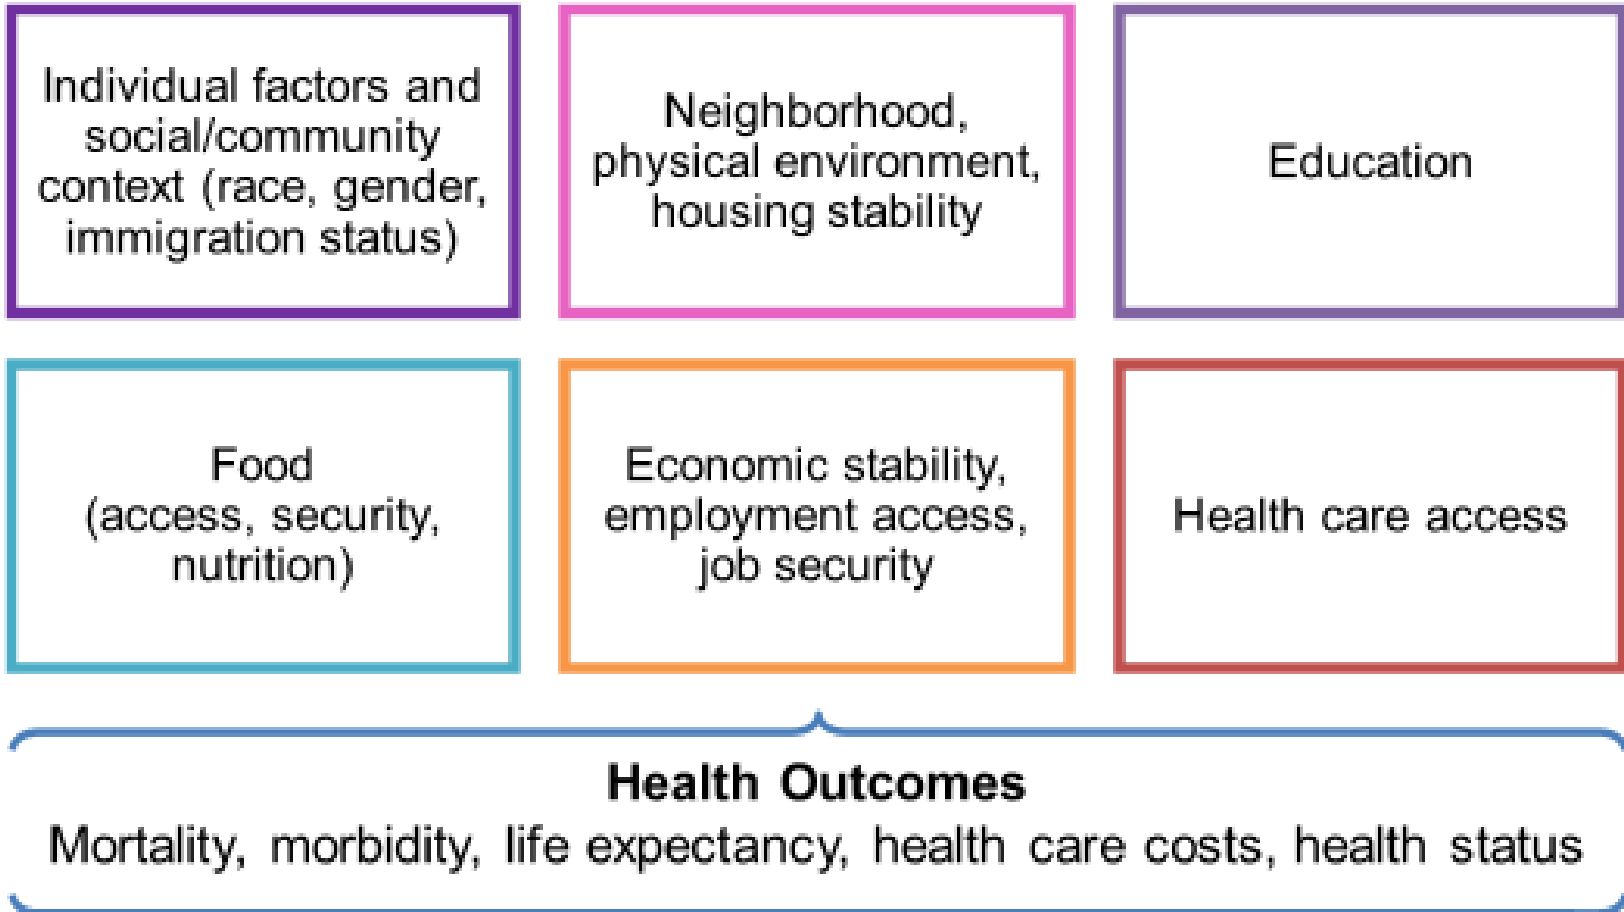 Individual factors and
social/community
context (race, gender,
immigration status)
Neighborhood,
physical environment,
housing stability
Education
Food
(access, security,
nutrition)
Economic stability,
employment access,
job security
Health care access
Health Outcomes
Mortality, morbidity, life expectancy, health care costs, health status